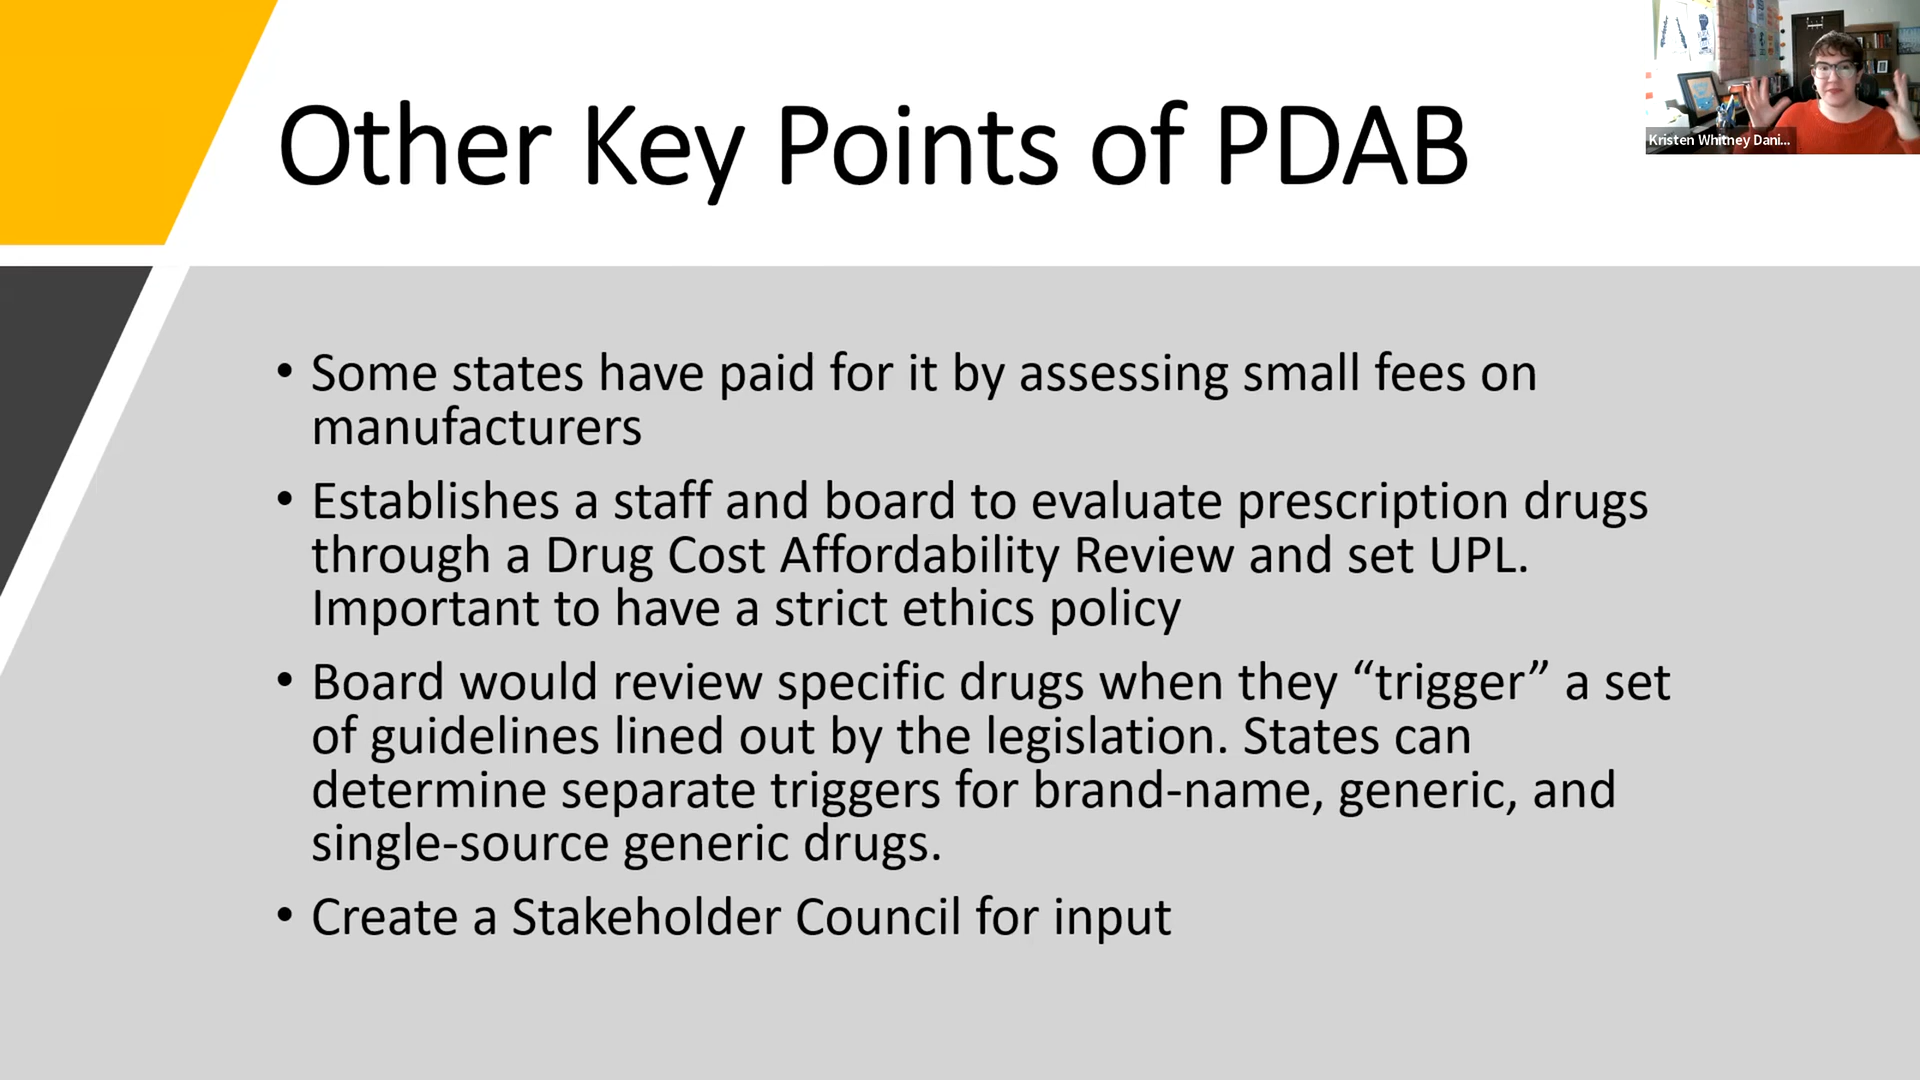 Other Key Points of PDAB
Kristen Whitney Dani...
• Some states have paid for it by assessing small fees on
manufacturers
• Establishes a staff and board to evaluate prescription drugs
through a Drug Cost Affordability Review and set UPL.
Important to have a strict ethics policy
• Board would review specific drugs when they “trigger” a set
of guidelines lined out by the legislation. States can
determine separate triggers for brand-name, generic, and
single-source generic drugs.
• Create a Stakeholder Council for input